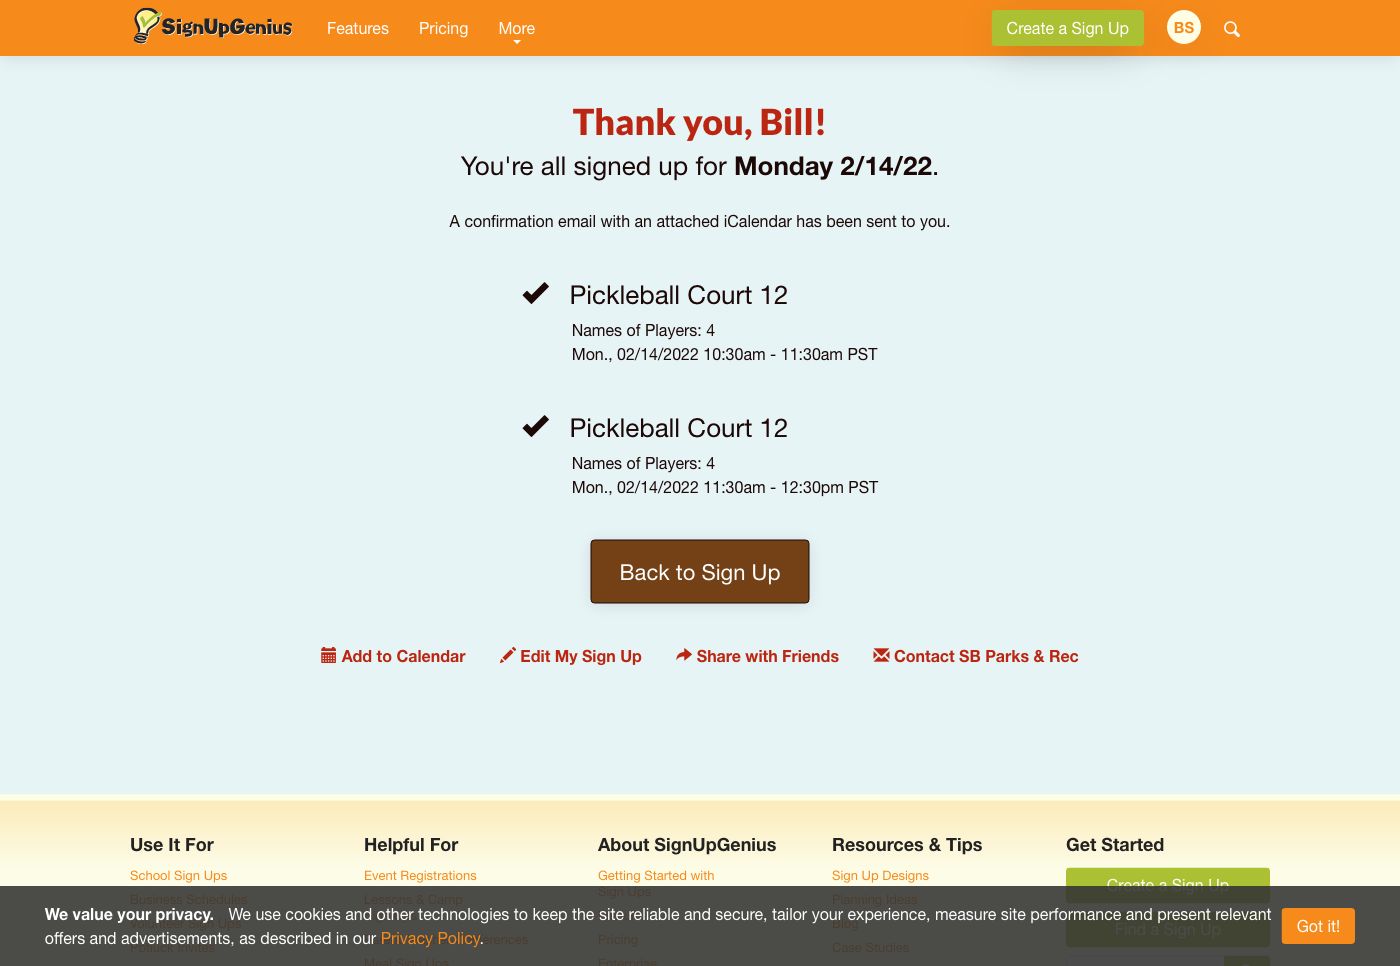 SignUpGenius Features Pricing More Create a Sign Up BS
Thank you, Bill!
You're all signed up for Monday 2/14/22.
A confirmation email with an attached iCalendar has been sent to you.
Pickleball Court 12
Names of Players: 4
Mon., 02/14/2022 10:30am - 11:30am PST
Pickleball Court 12
Names of Players: 4
Mon., 02/14/2022 11:30am - 12:30pm PST
Back to Sign Up
Add to Calendar Edit My Sign Up Share with Friends Contact SB Parks & Rec
Use It For Helpful For About SignUpGenius Resources & Tips Get Started
School Sign Ups Event Registrations Getting Started with Sign Up Designs
Create a Sign Up
Sign Ups
Business Schedules Lessons & Camp Planning Ideas
We value your privacy. We use cookies and other technologies to keep the site reliable and secure, tailor your experience, measure site performance and present relevant
offers and advertisements, as described in our Privacy Policy.
Got it!
Blog
Find a Sign Up
Pricing
Case Studies
Meal Sign Ups
Enterprise